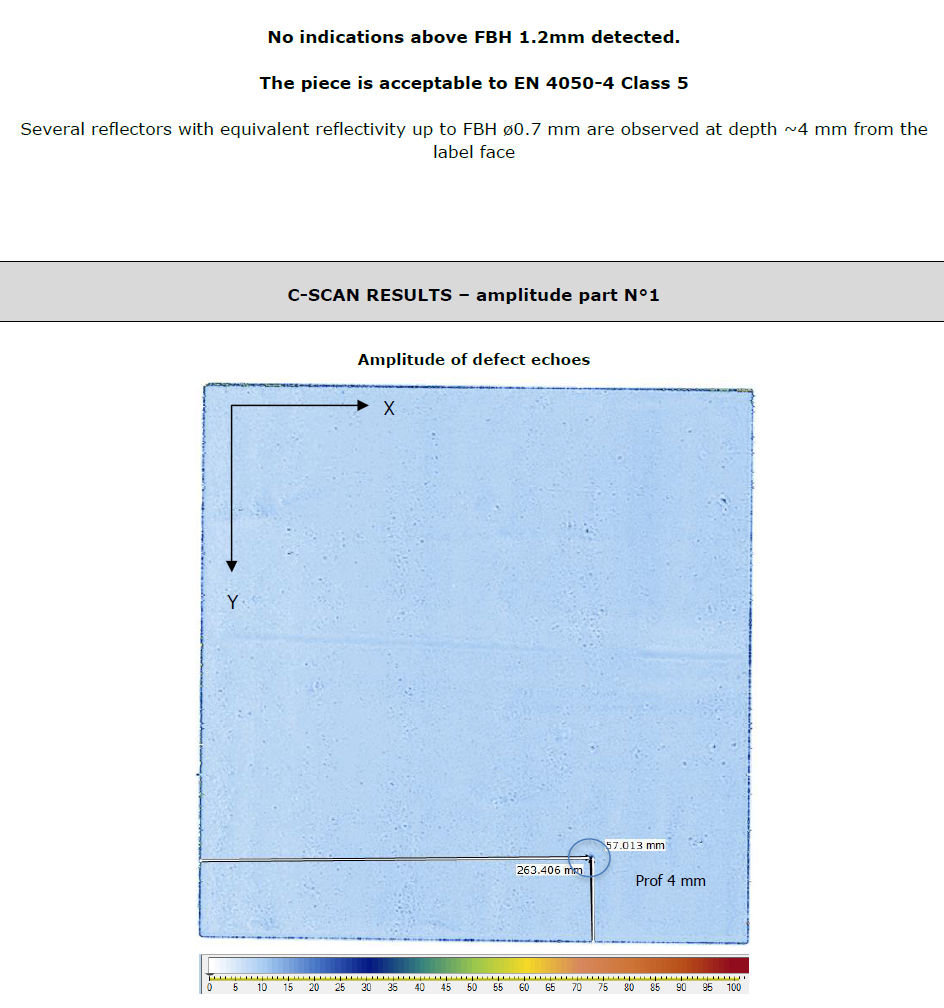 No indications above FBH 1.2mm detected.
The piece is acceptable to EN 4050-4 Class 5
Several reflectors with equivalent reflectivity up to FBH ø0.7 mm are observed at depth ~4 mm from the
label face
C-SCAN RESULTS – amplitude part N°1
Amplitude of defect echoes
X
Y
57.013 mm
263.406 mm
Prof 4 mm
0 5 10 15 20 25 30 35 40 45 50 55 60 65 70 75 80 85 90 95 100